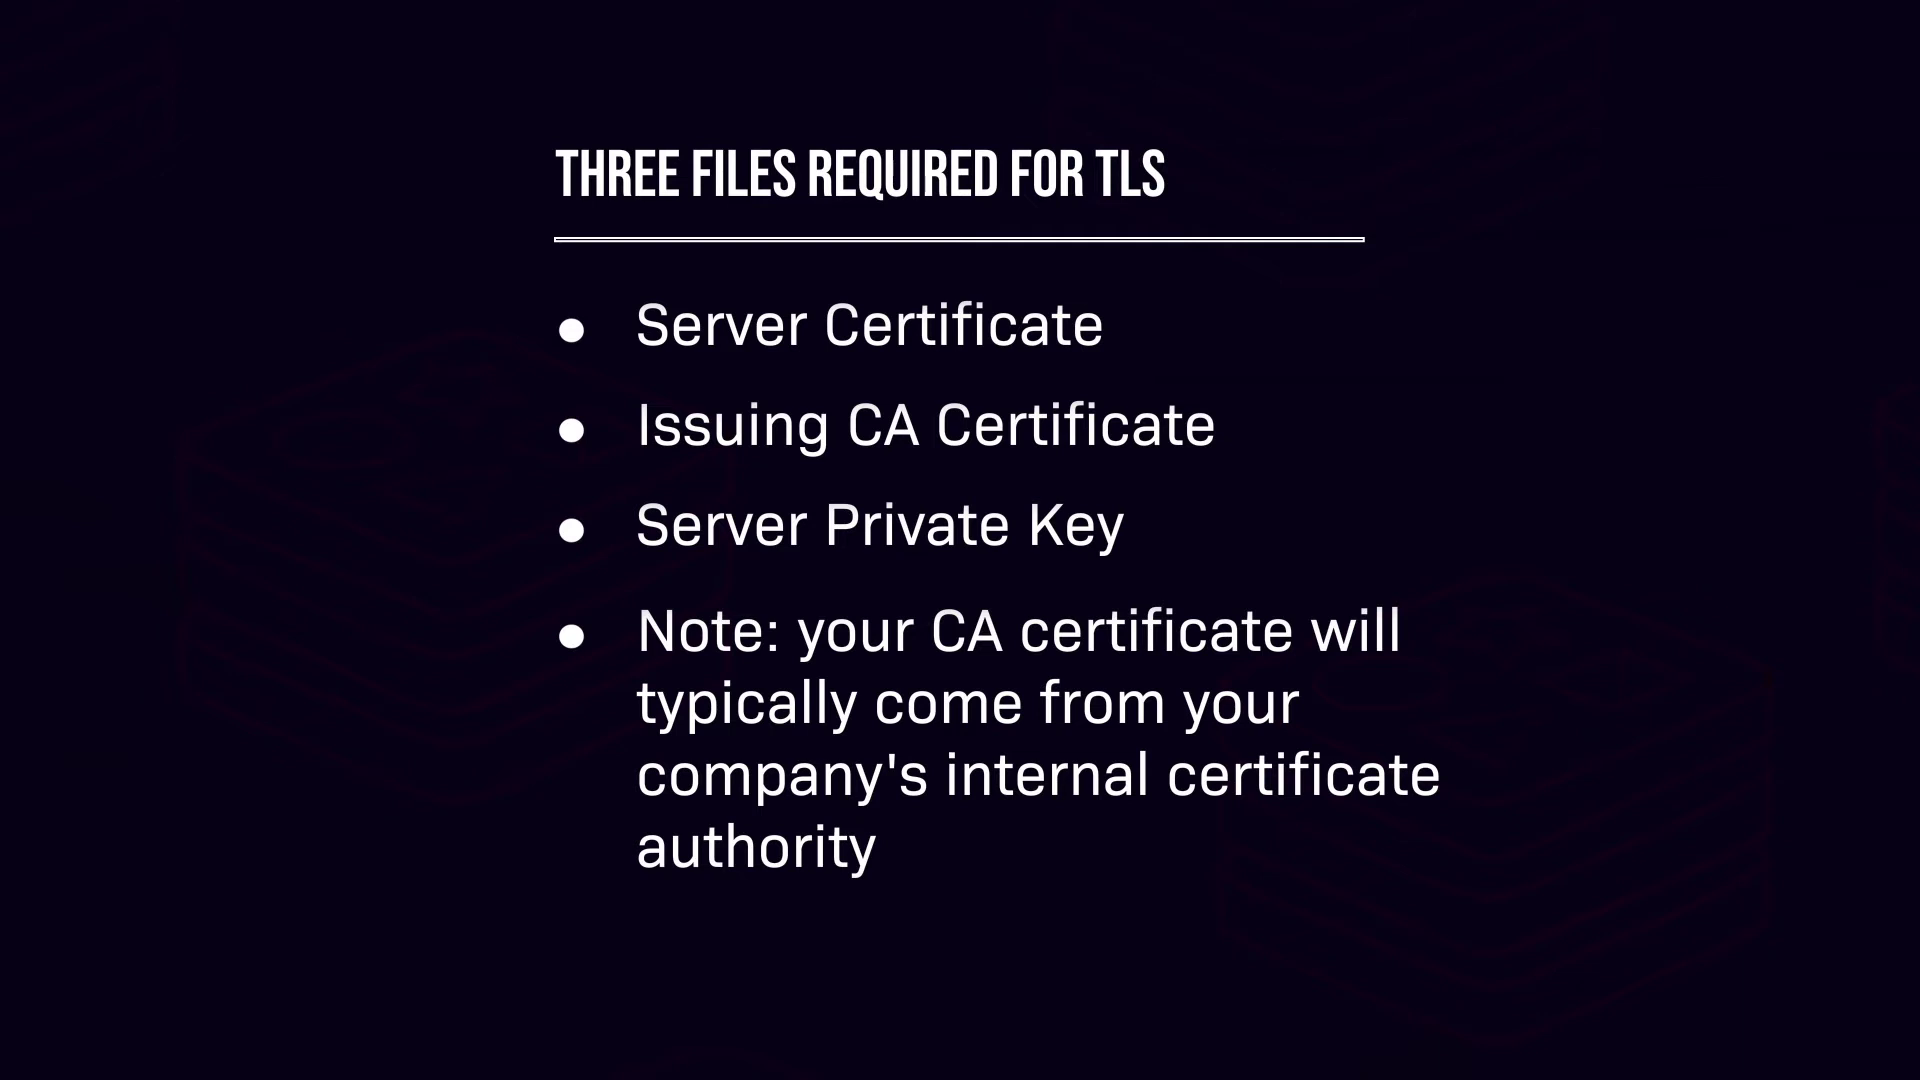 THREE FILES REQUIRED FOR TLS
● Server Certificate
● Issuing CA Certificate
● Server Private Key
● Note: your CA certificate will
typically come from your
company's internal certificate
authority